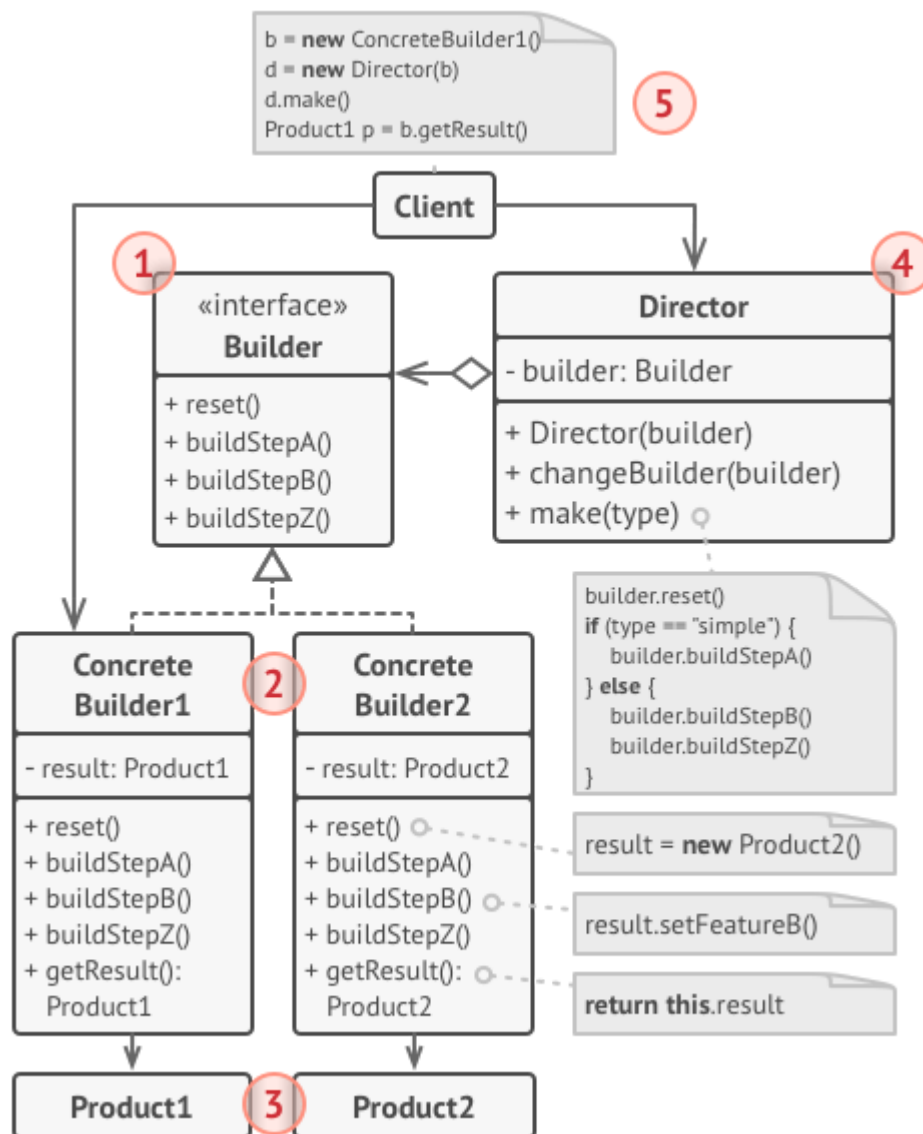 b = new ConcreteBuilder1()
d = new Director(b)
d.make()
Product1 p = b.getResult()
5
Client
1
«interface»
Builder
+ reset()
+ buildStepA()
+ buildStepB()
+ buildStepZ()
4
Director
- builder: Builder
+ Director(builder)
+ changeBuilder(builder)
+ make(type)
builder.reset()
if (type == "simple") {
builder.buildStepA()
} else {
builder.buildStepB()
builder.buildStepZ()
}
2
Concrete
Builder1
- result: Product1
+ reset()
+ buildStepA()
+ buildStepB()
+ buildStepZ()
+ getResult():
Product1
Concrete
Builder2
- result: Product2
+ reset()
+ buildStepA()
+ buildStepB()
+ buildStepZ()
+ getResult():
Product2
result = new Product2()
result.setFeatureB()
return this.result
3
Product1
Product2